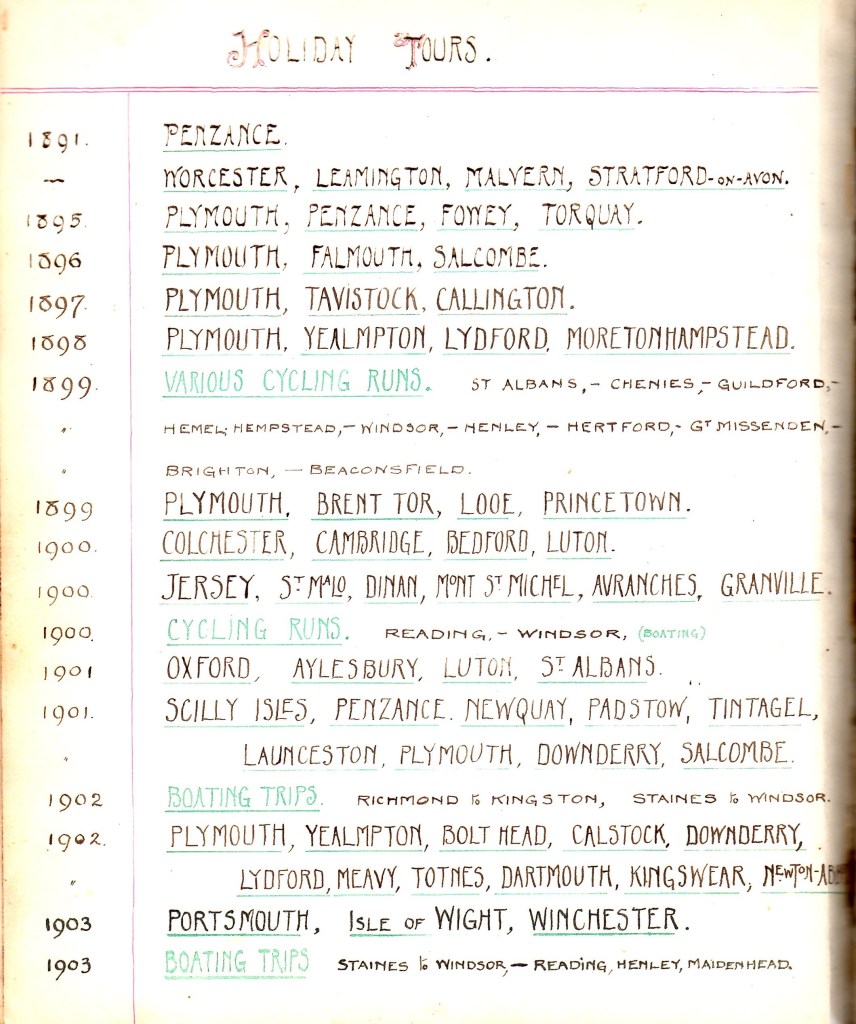 HOLIDAY TOURS.
1891. PENZANCE.
— WORCESTER, LEAMINGTON, MALVERN, STRATFORD-ON-AVON.
1895. PLYMOUTH, PENZANCE, FOWEY, TORQUAY.
1896 PLYMOUTH, FALMOUTH, SALCOMBE.
1897. PLYMOUTH, TAVISTOCK, CALLINGTON.
1898 PLYMOUTH, YEALMPTON, LYDFORD, MORETONHAMPSTEAD.
1899. VARIOUS CYCLING RUNS. ST ALBANS,- CHENIES,- GUILDFORD,-
" HEMEL-HEMPSTEAD,- WINDSOR,- HENLEY,- HERTFORD,- GT MISSENDEN,-
" BRIGHTON, — BEACONSFIELD.
1899 PLYMOUTH, BRENT TOR, LOOE, PRINCETOWN.
1900. COLCHESTER, CAMBRIDGE, BEDFORD, LUTON.
1900. JERSEY, ST MALO, DINAN, MONT ST MICHEL, AVRANCHES, GRANVILLE.
1900. CYCLING RUNS. READING,- WINDSOR, (BOATING)
1901 OXFORD, AYLESBURY, LUTON, ST ALBANS.
1901. SCILLY ISLES, PENZANCE. NEWQUAY, PADSTOW, TINTAGEL,
" LAUNCESTON, PLYMOUTH, DOWNDERRY, SALCOMBE.
1902 BOATING TRIPS. RICHMOND to KINGSTON, STAINES to WINDSOR.
1902. PLYMOUTH, YEALMPTON, BOLT HEAD, CALSTOCK, DOWNDERRY,
" LYDFORD, MEAVY, TOTNES, DARTMOUTH, KINGSWEAR, NEWTON-AB
1903 PORTSMOUTH, ISLE OF WIGHT, WINCHESTER.
1903 BOATING TRIPS STAINES to WINDSOR,— READING, HENLEY, MAIDENHEAD.